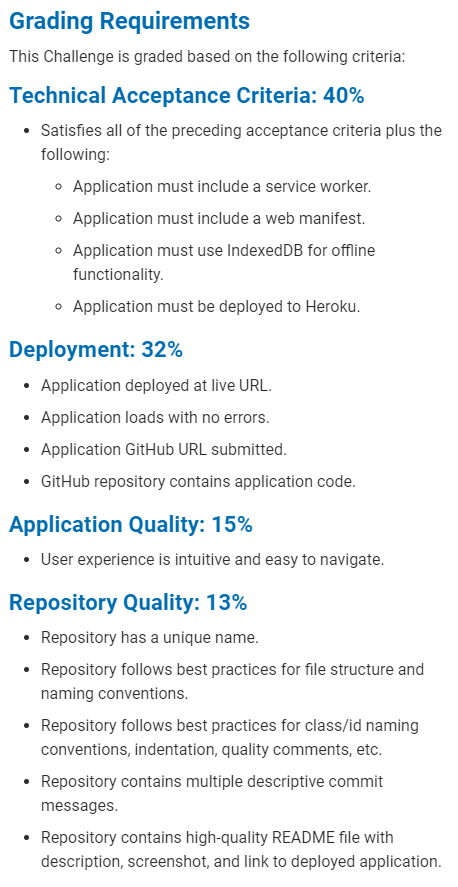 Grading Requirements
This Challenge is graded based on the following criteria:
Technical Acceptance Criteria: 40%
Satisfies all of the preceding acceptance criteria plus the
following:
Application must include a service worker.
Application must include a web manifest.
Application must use IndexedDB for offline
functionality.
Application must be deployed to Heroku.
Deployment: 32%
Application deployed at live URL.
Application loads with no errors.
Application GitHub URL submitted.
GitHub repository contains application code.
Application Quality: 15%
User experience is intuitive and easy to navigate.
Repository Quality: 13%
Repository has a unique name.
Repository follows best practices for file structure and
naming conventions.
Repository follows best practices for class/id naming
conventions, indentation, quality comments, etc.
Repository contains multiple descriptive commit
messages.
Repository contains high-quality README file with
description, screenshot, and link to deployed application.